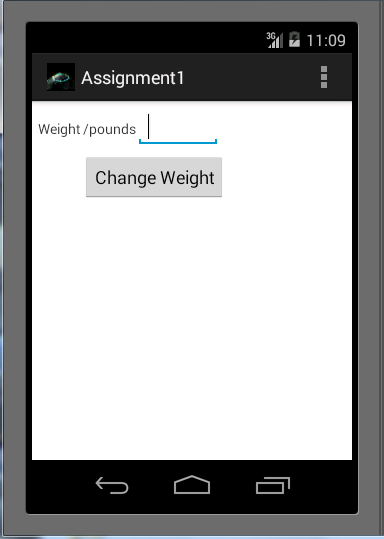 3G 11:09
Assignment1
Weight /pounds
Change Weight